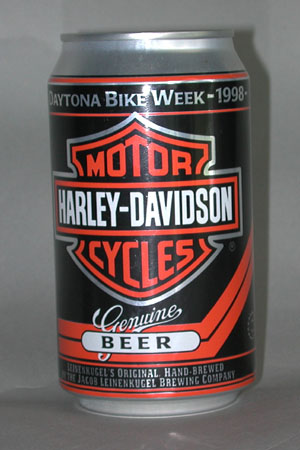 DAYTONA BIKE WEEK - 1998 -
MOTOR
HARLEY-DAVIDSON
CYCLES
®
Genuine
BEER
LEINENKUGEL'S ORIGINAL. HAND-BREWED
THE JACOB LEINENKUGEL BREWING COMPANY